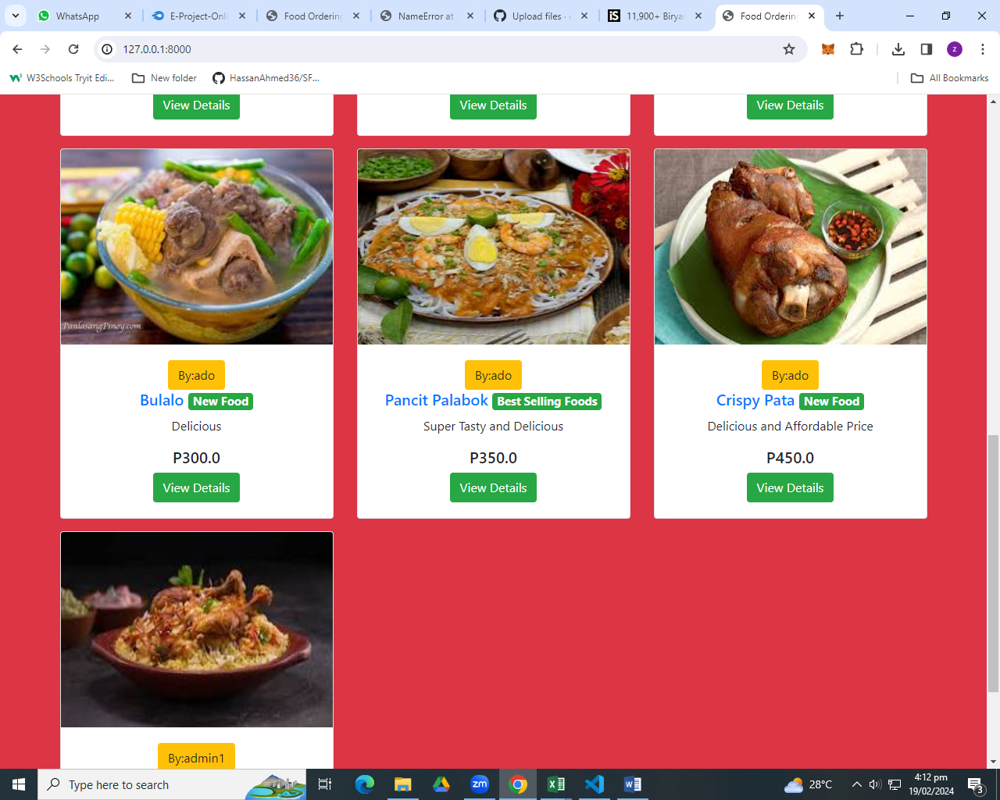 WhatsApp
E-Project-Onli
Food Ordering
NameError at
Upload files · 
11,900+ Biryan
Food Ordering
127.0.0.1:8000
z
W3Schools Tryit Edi...
New folder
HassanAhmed36/SF...
All Bookmarks
View Details
View Details
View Details
PanlasangPinoy.com
By:ado
By:ado
By:ado
Bulalo New Food
Pancit Palabok Best Selling Foods
Crispy Pata New Food
Delicious
Super Tasty and Delicious
Delicious and Affordable Price
P300.0
P350.0
P450.0
View Details
View Details
View Details
By:admin1
Type here to search
zm
28°C
4:12 pm
19/02/2024
3